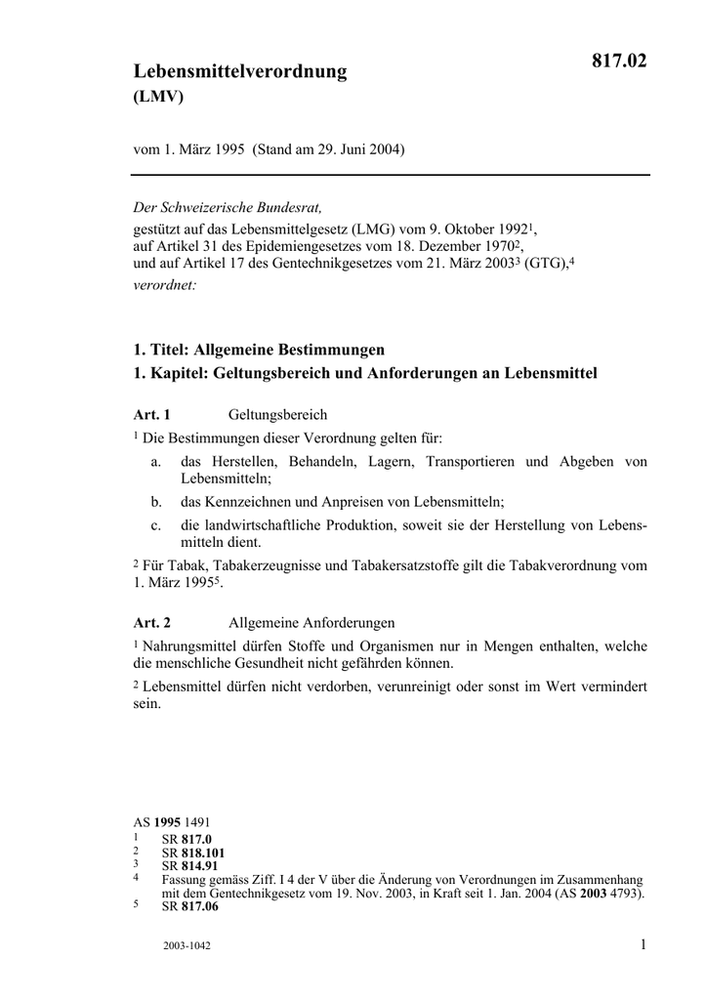 817.02
Lebensmittelverordnung
(LMV)
vom 1. März 1995 (Stand am 29. Juni 2004)
Der Schweizerische Bundesrat,
gestützt auf das Lebensmittelgesetz (LMG) vom 9. Oktober 1992¹,
auf Artikel 31 des Epidemiengesetzes vom 18. Dezember 1970²,
und auf Artikel 17 des Gentechnikgesetzes vom 21. März 2003³ (GTG),⁴
verordnet:
1. Titel: Allgemeine Bestimmungen
1. Kapitel: Geltungsbereich und Anforderungen an Lebensmittel
Art. 1 Geltungsbereich
¹ Die Bestimmungen dieser Verordnung gelten für:
a. das Herstellen, Behandeln, Lagern, Transportieren und Abgeben von
Lebensmitteln;
b. das Kennzeichnen und Anpreisen von Lebensmitteln;
c. die landwirtschaftliche Produktion, soweit sie der Herstellung von Lebens-
mitteln dient.
² Für Tabak, Tabakerzeugnisse und Tabakersatzstoffe gilt die Tabakverordnung vom
1. März 1995⁵.
Art. 2 Allgemeine Anforderungen
¹ Nahrungsmittel dürfen Stoffe und Organismen nur in Mengen enthalten, welche
die menschliche Gesundheit nicht gefährden können.
² Lebensmittel dürfen nicht verdorben, verunreinigt oder sonst im Wert vermindert
sein.
AS 1995 1491
1 SR 817.0
2 SR 818.101
3 SR 814.91
4 Fassung gemäss Ziff. I 4 der V über die Änderung von Verordnungen im Zusammenhang
mit dem Gentechnikgesetz vom 19. Nov. 2003, in Kraft seit 1. Jan. 2004 (AS 2003 4793).
5 SR 817.06
2003-1042 1